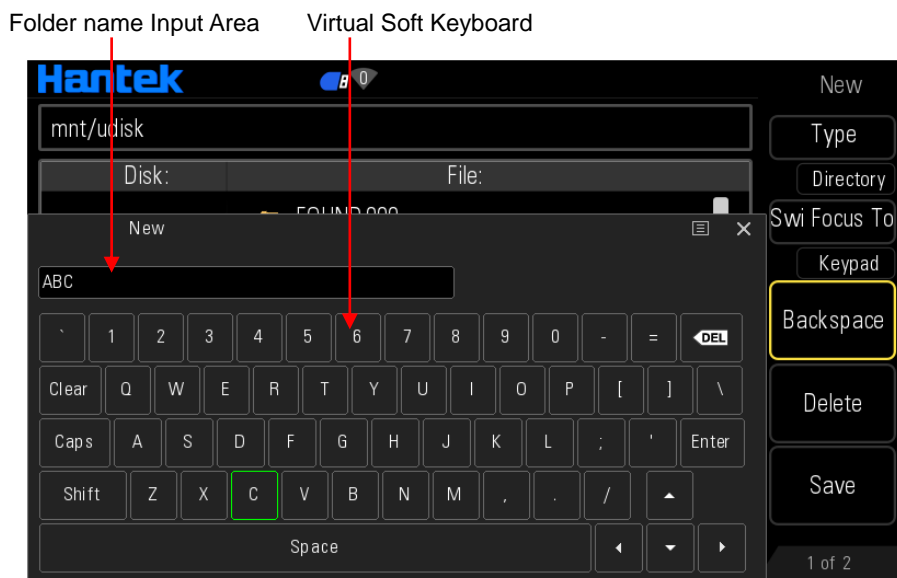 Folder name Input Area Virtual Soft Keyboard
Hantek 0 New
mnt/udisk
Type
Disk: File:
Directory
FOUND.000
Swi Focus To
New
Keypad
ABC
Backspace
` 1 2 3 4 5 6 7 8 9 0 - = DEL
Clear Q W E R T Y U I O P [ ] \
Delete
Caps A S D F G H J K L ; ' Enter
Shift Z X C V B N M , . /
Save
Space
1 of 2